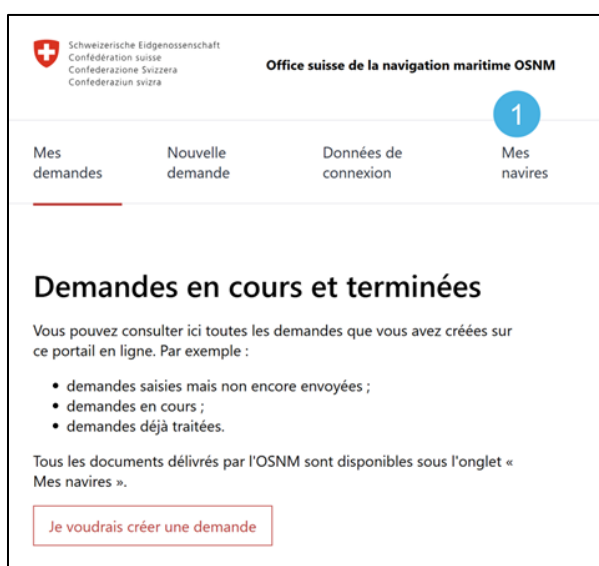 Schweizerische Eidgenossenschaft
Confédération suisse
Confederazione Svizzera
Confederaziun svizra
Office suisse de la navigation maritime OSNM
1
Mes demandes
Nouvelle demande
Données de connexion
Mes navires
Demandes en cours et terminées
Vous pouvez consulter ici toutes les demandes que vous avez créées sur
ce portail en ligne. Par exemple :
• demandes saisies mais non encore envoyées ;
• demandes en cours ;
• demandes déjà traitées.
Tous les documents délivrés par l'OSNM sont disponibles sous l'onglet «
Mes navires ».
Je voudrais créer une demande